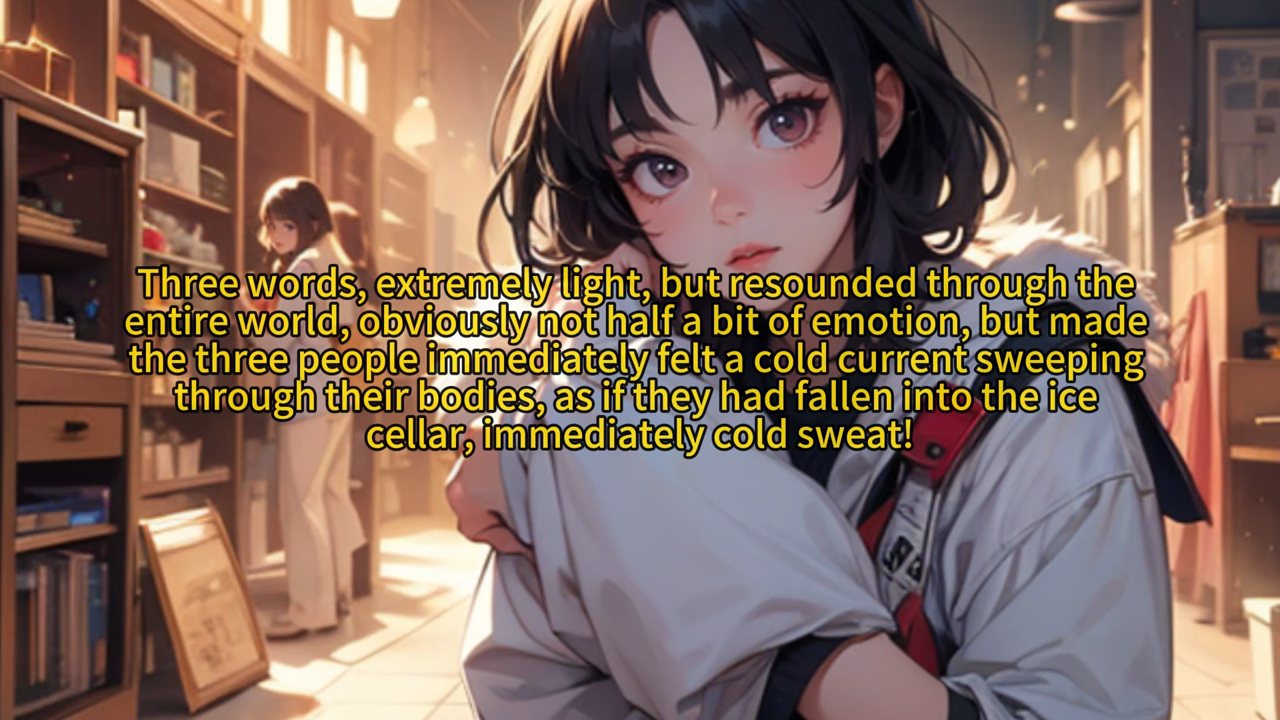 Three words, extremely light, but resounded through the
entire world, obviously not half a bit of emotion, but made
the three people immediately felt a cold current sweeping
through their bodies, as if they had fallen into the ice
cellar, immediately cold sweat!